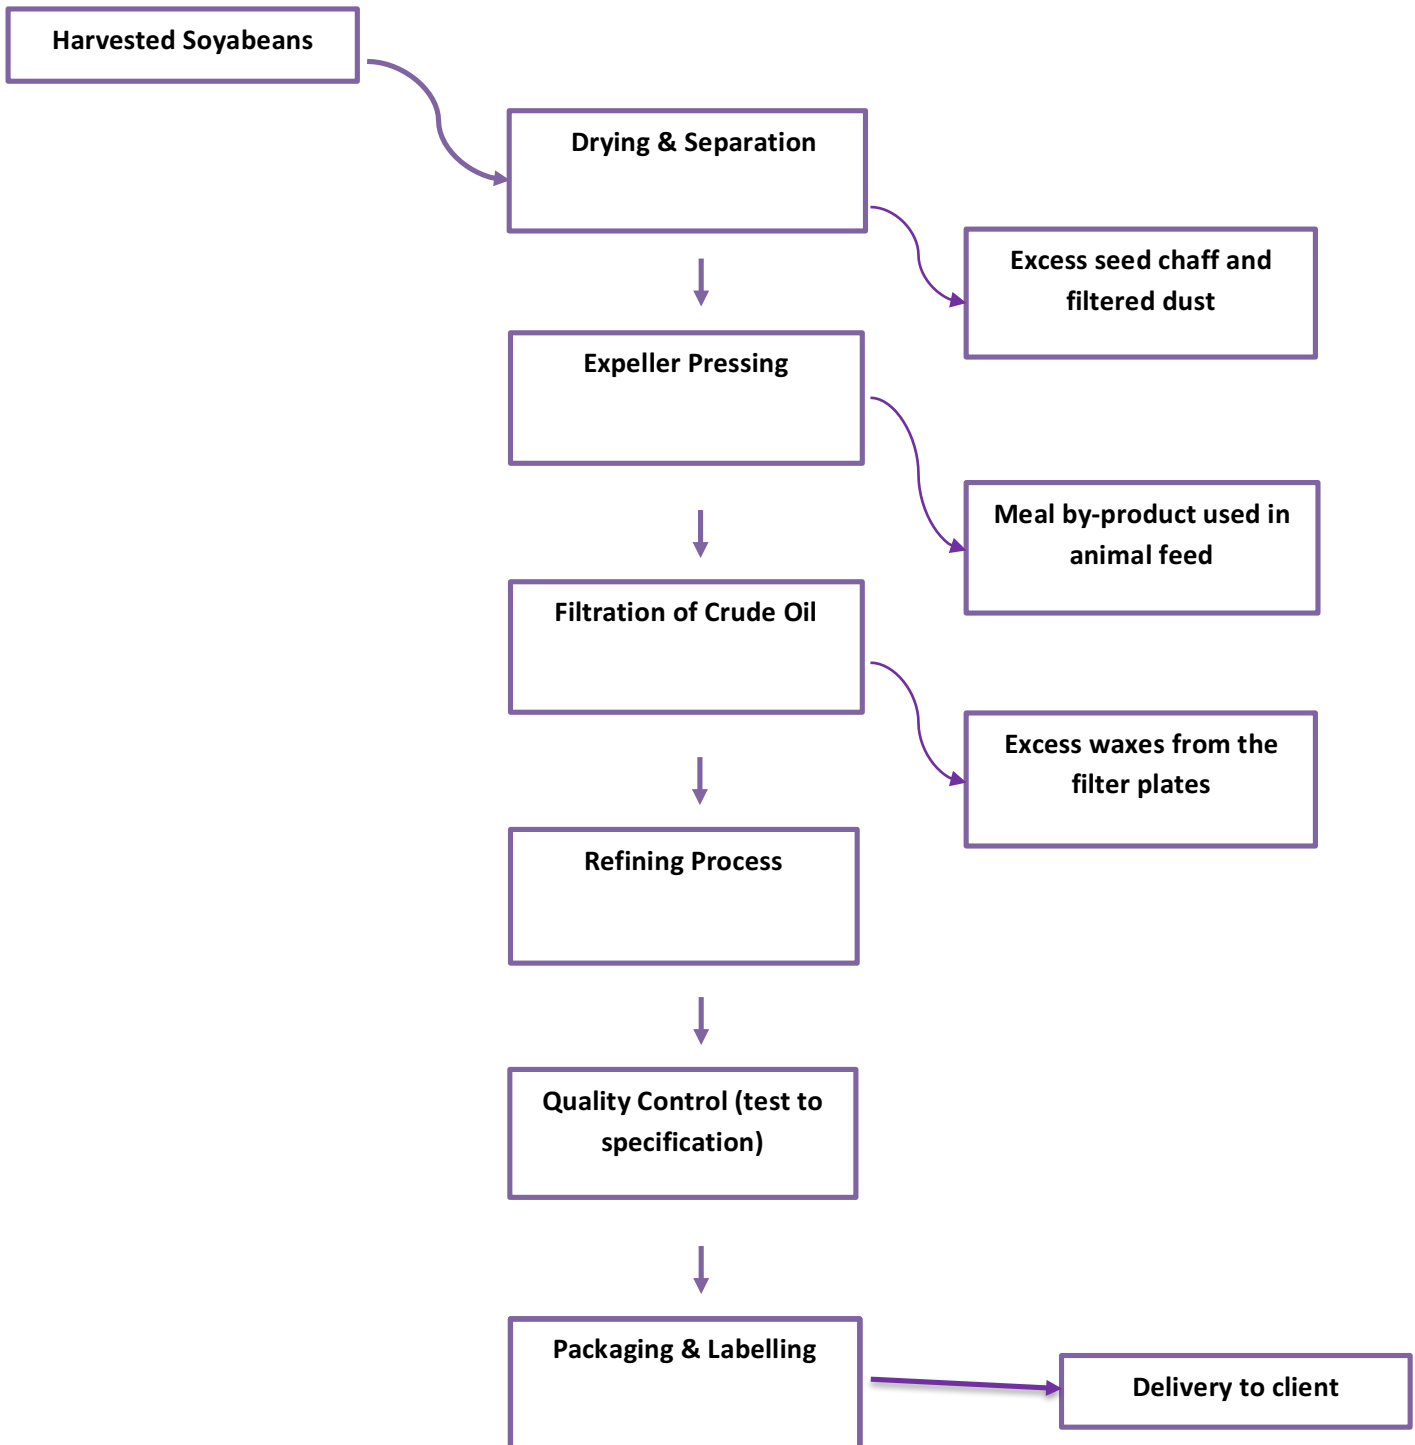 Harvested Soyabeans
Drying & Separation
Excess seed chaff and
filtered dust
Expeller Pressing
Meal by-product used in
animal feed
Filtration of Crude Oil
Excess waxes from the
filter plates
Refining Process
Quality Control (test to
specification)
Packaging & Labelling
Delivery to client